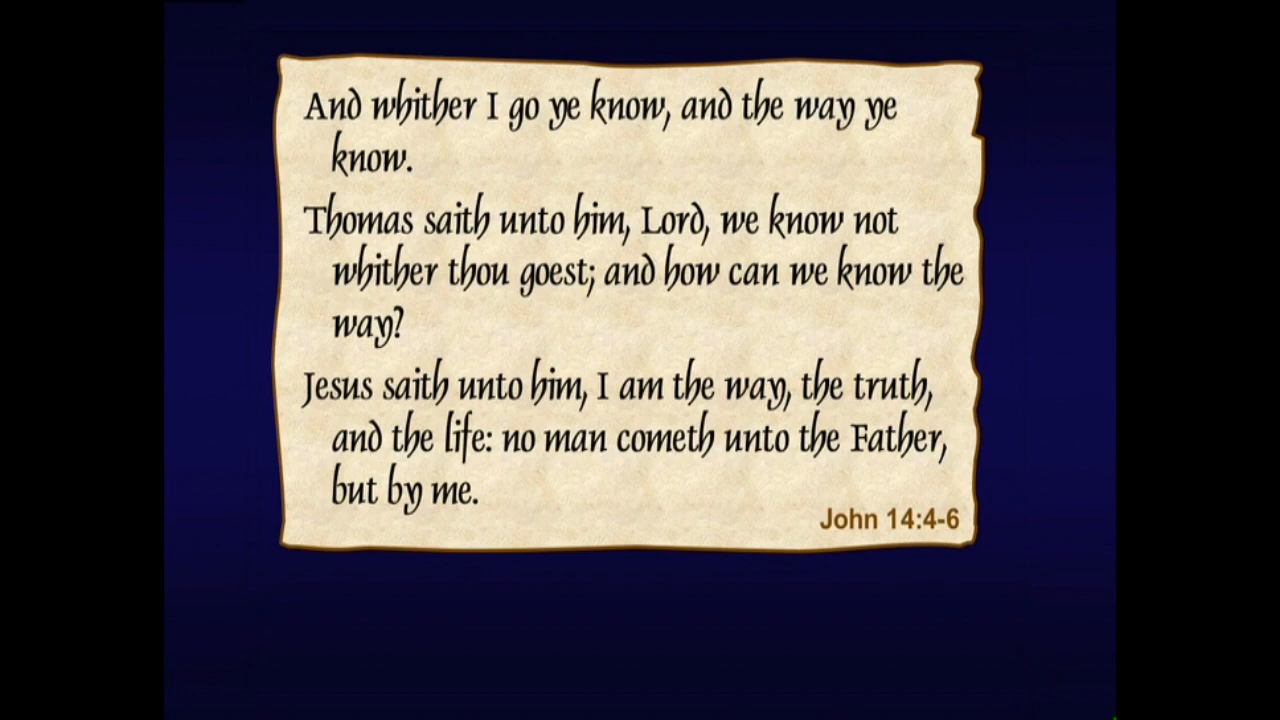 And whither I go ye know, and the way ye
know.
Thomas saith unto him, Lord, we know not
whither thou goest; and how can we know the
way?
Jesus saith unto him, I am the way, the truth,
and the life: no man cometh unto the Father,
but by me.
John 14:4-6